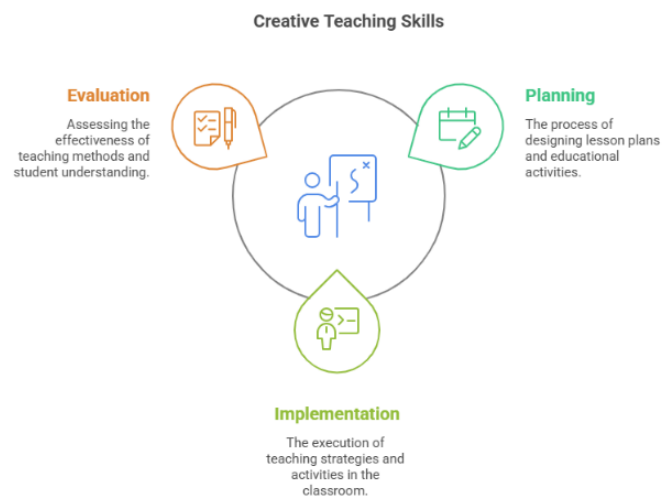 Creative Teaching Skills
Evaluation
Assessing the
effectiveness of
teaching methods and
student understanding.
Planning
The process of
designing lesson plans
and educational
activities.
Implementation
The execution of
teaching strategies and
activities in the
classroom.